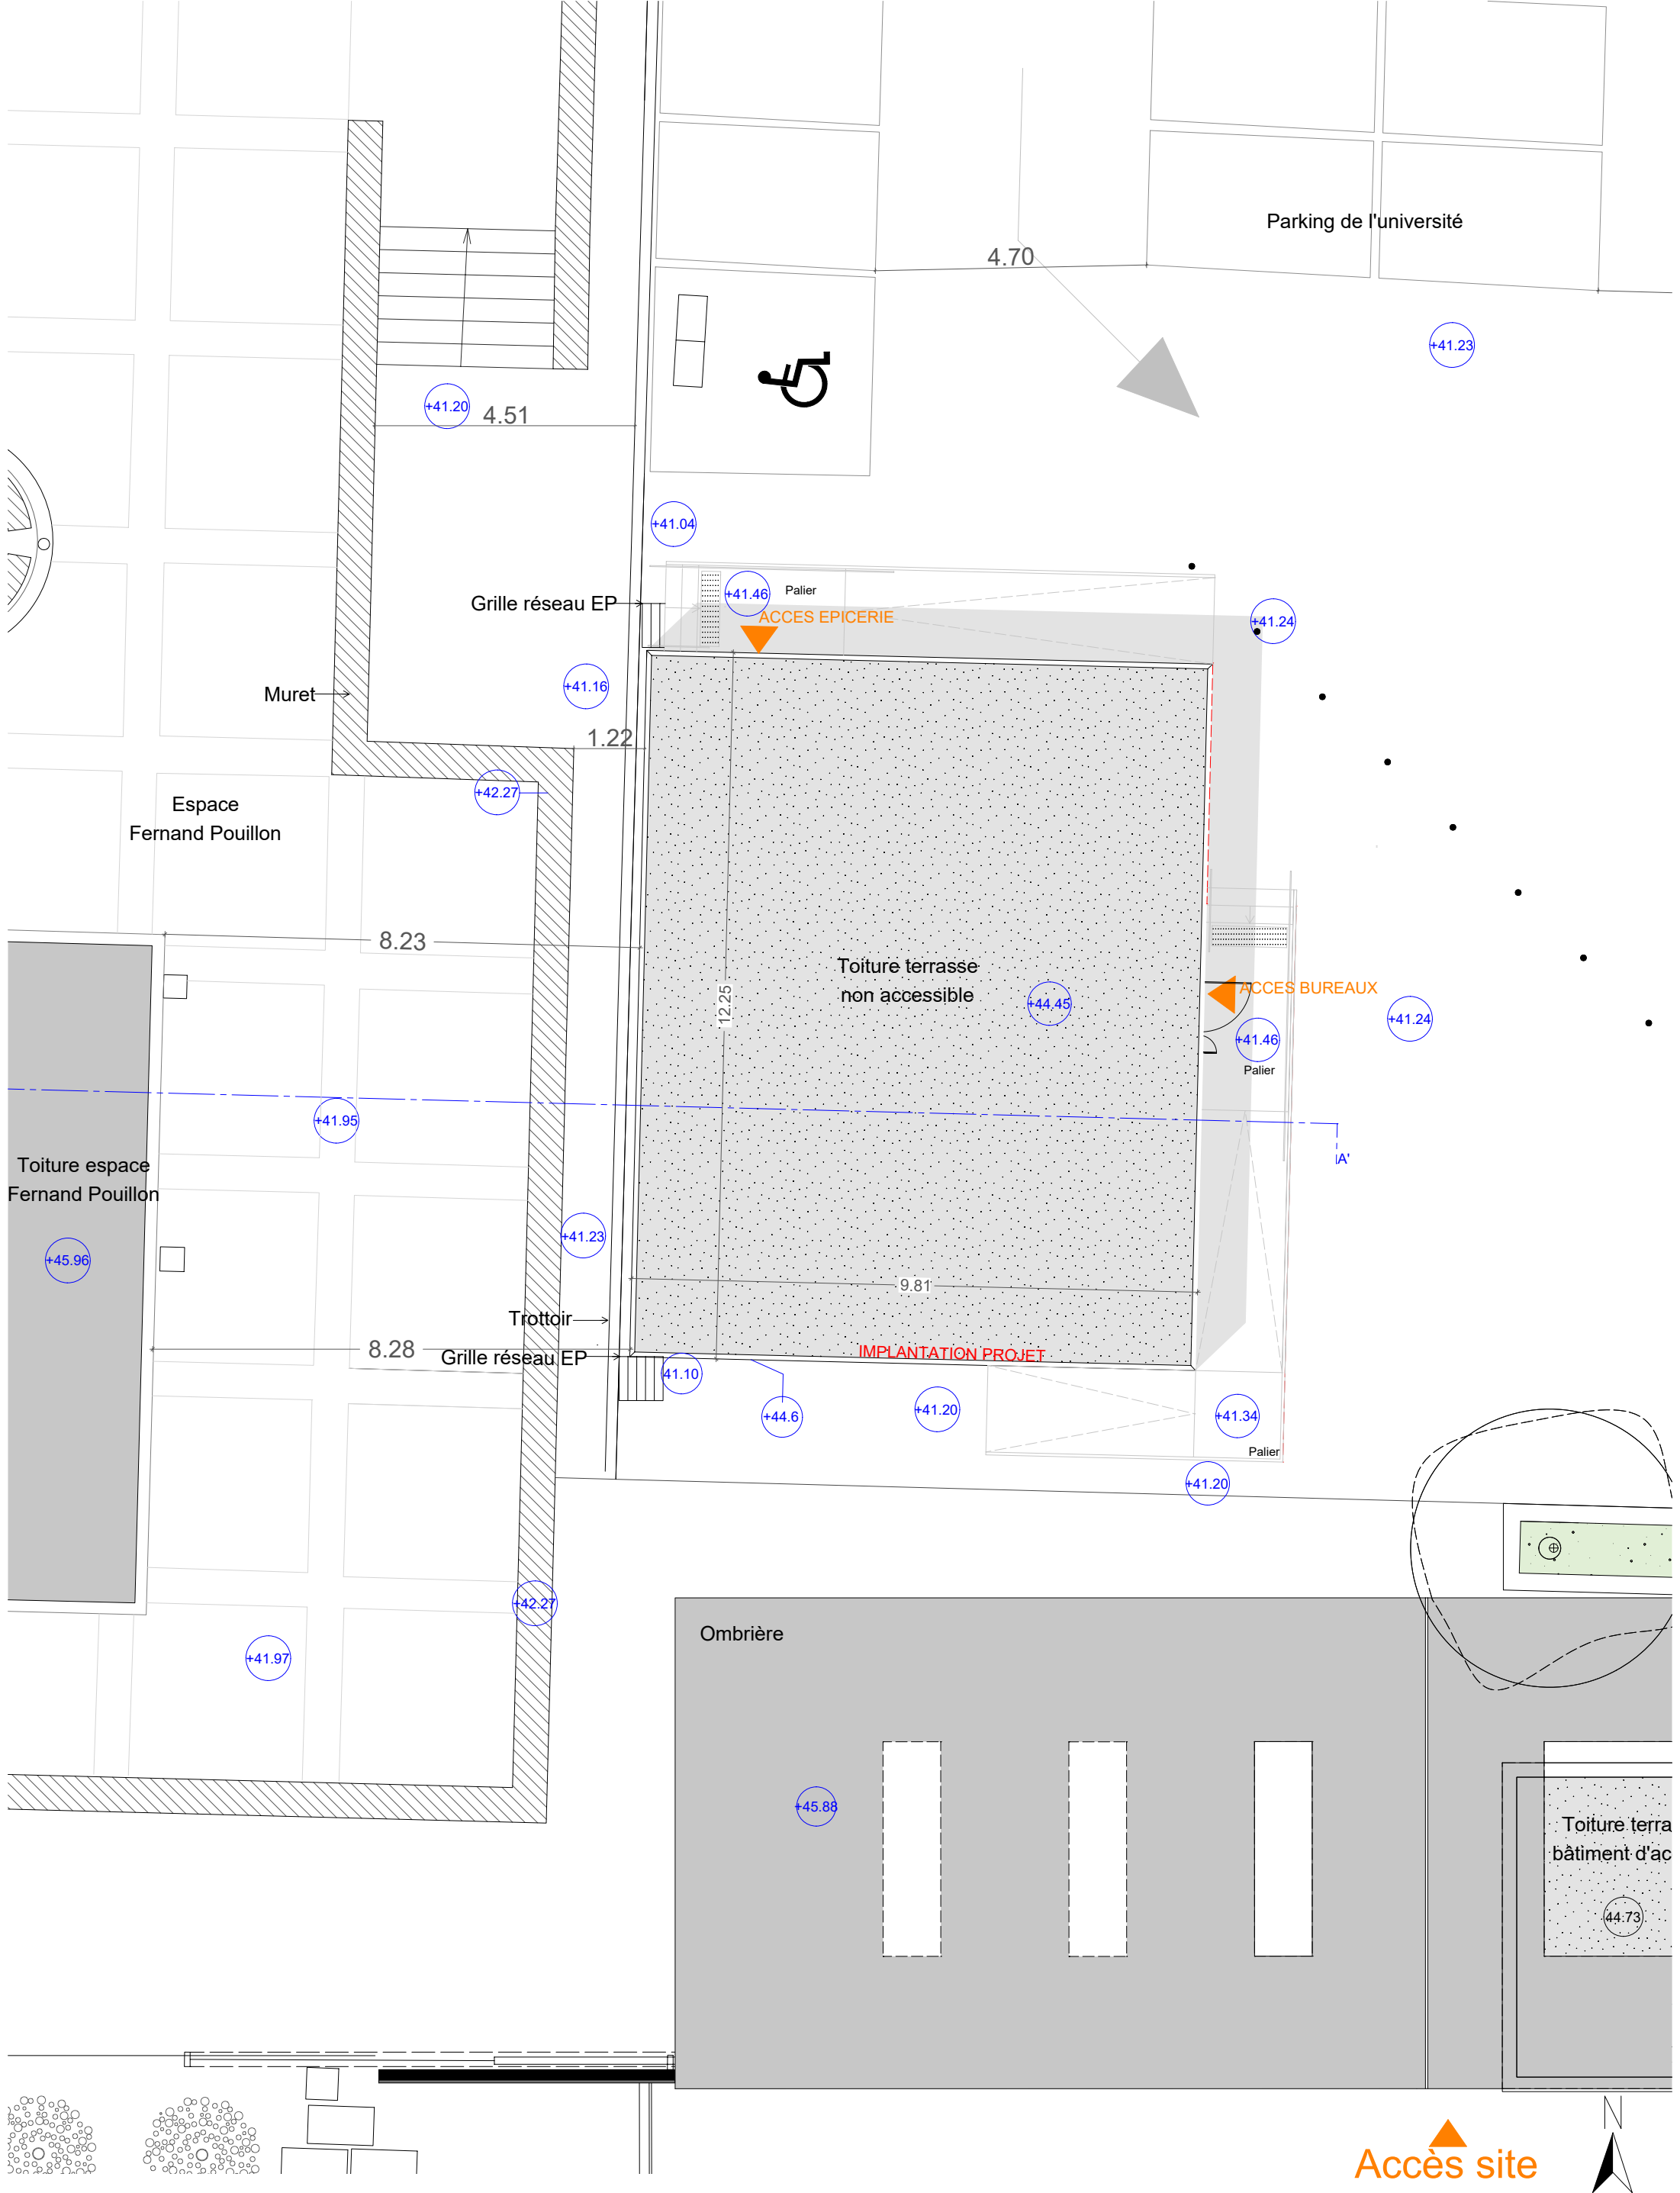 Parking de l'université
4.70
+41.23
+41.20
4.51
+41.04
+41.46
Palier
Grille réseau EP
ACCES EPICERIE
+41.24
+41.16
Muret
1.22
+42.27
Espace
Fernand Pouillon
8.23
Toiture terrasse
non accessible
+44.45
12.25
ACCES BUREAUX
+41.24
+41.46
Palier
+41.95
A'
Toiture espace
Fernand Pouillon
+45.96
+41.23
9.81
Trottoir
8.28
Grille réseau EP
IMPLANTATION PROJET
41.10
+44.6
+41.20
+41.34
Palier
+41.20
+42.27
Ombrière
+41.97
+45.88
Toiture terra
bâtiment d'ac
44.73
N
Accès site